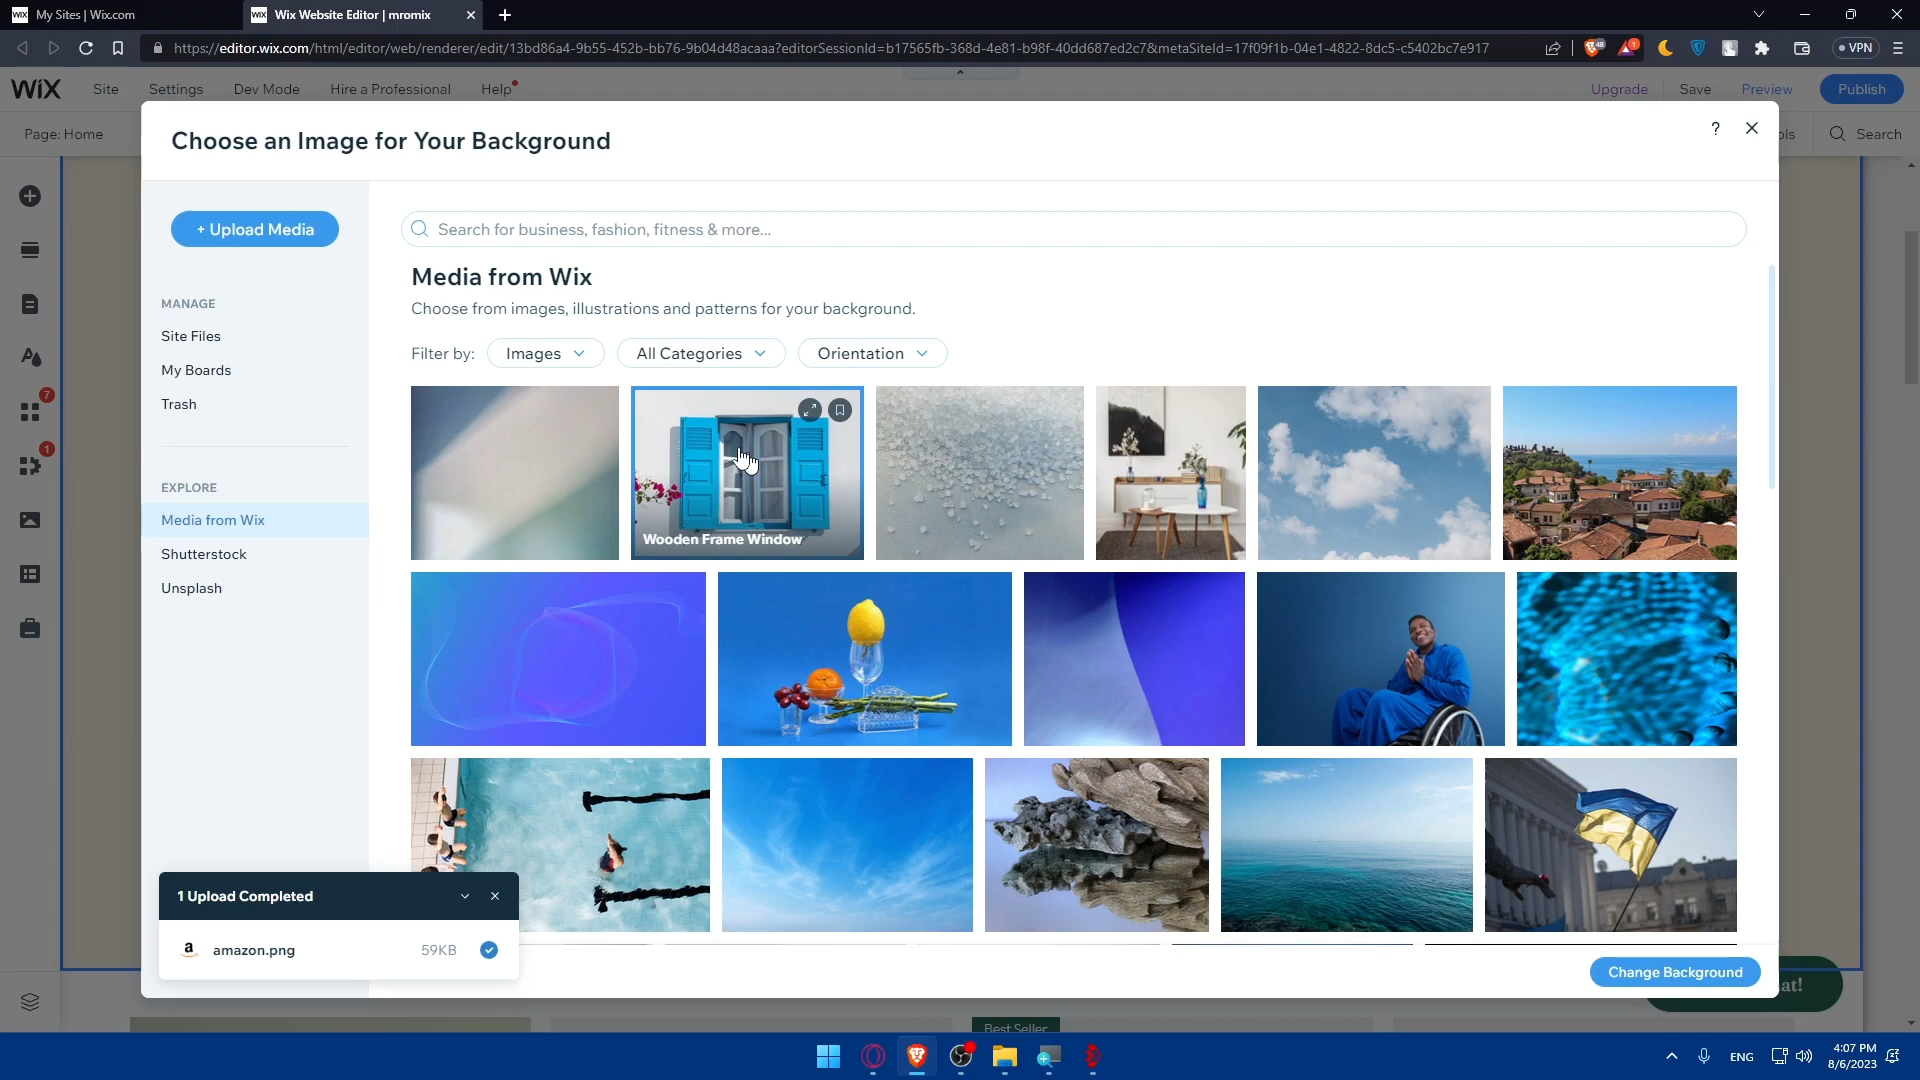 My Sites | Wix.com
Wix Website Editor | mromix
https://editor.wix.com/html/editor/web/renderer/edit/13bd86a4-9b55-452b-bb76-9b04d48acaaa?editorSessionId=b17565fb-368d-4e81-b98f-40dd687ed2c7&metaSiteId=17f09f1b-04e1-4822-8dc5-c5402bc7e917
VPN
WiX
Site
Settings
Dev Mode
Hire a Professional
Help
Upgrade
Save
Preview
Publish
Page: Home
Search
Choose an Image for Your Background
?
+ Upload Media
Search for business, fashion, fitness & more...
MANAGE
Site Files
My Boards
Trash
EXPLORE
Media from Wix
Shutterstock
Unsplash
Media from Wix
Choose from images, illustrations and patterns for your background.
Filter by:
Images
All Categories
Orientation
7
1
Wooden Frame Window
1 Upload Completed
amazon.png
59KB
Change Background
at!
Best Seller
ENG
4:07 PM
8/6/2023